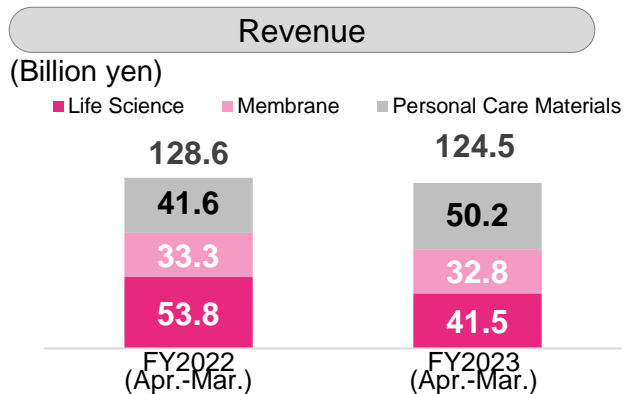 Revenue
(Billion yen)
Life Science Membrane Personal Care Materials
128.6 124.5
41.6 50.2
33.3 32.8
53.8 41.5
FY2022 FY2023
(Apr.-Mar.) (Apr.-Mar.)